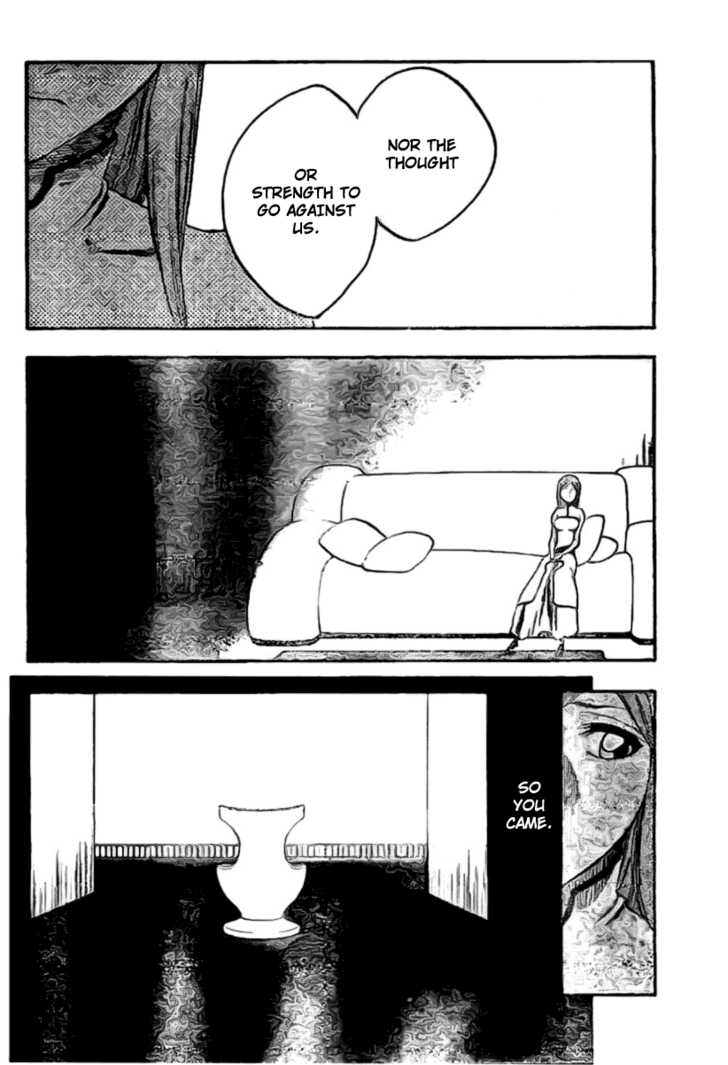 NOR THE
THOUGHT
OR
STRENGTH TO
GO AGAINST
US.
SO
YOU
CAME.